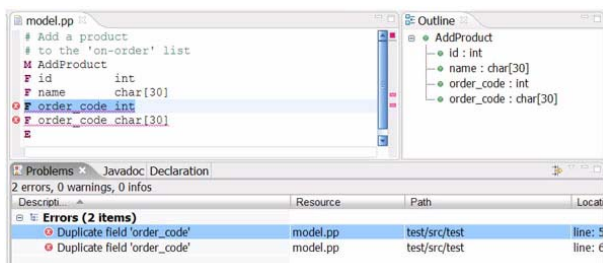 model.pp
# Add a product
# to the 'on-order' list
M AddProduct
F id int
F name char[30]
F order_code int
F order_code char[30]
E
Outline
AddProduct
id : int
name : char[30]
order_code : int
order_code : char[30]
Problems Javadoc Declaration
2 errors, 0 warnings, 0 infos
Descripti... Resource Path Locati
Errors (2 items)
Duplicate field 'order_code' model.pp test/src/test line: 5
Duplicate field 'order_code' model.pp test/src/test line: 6